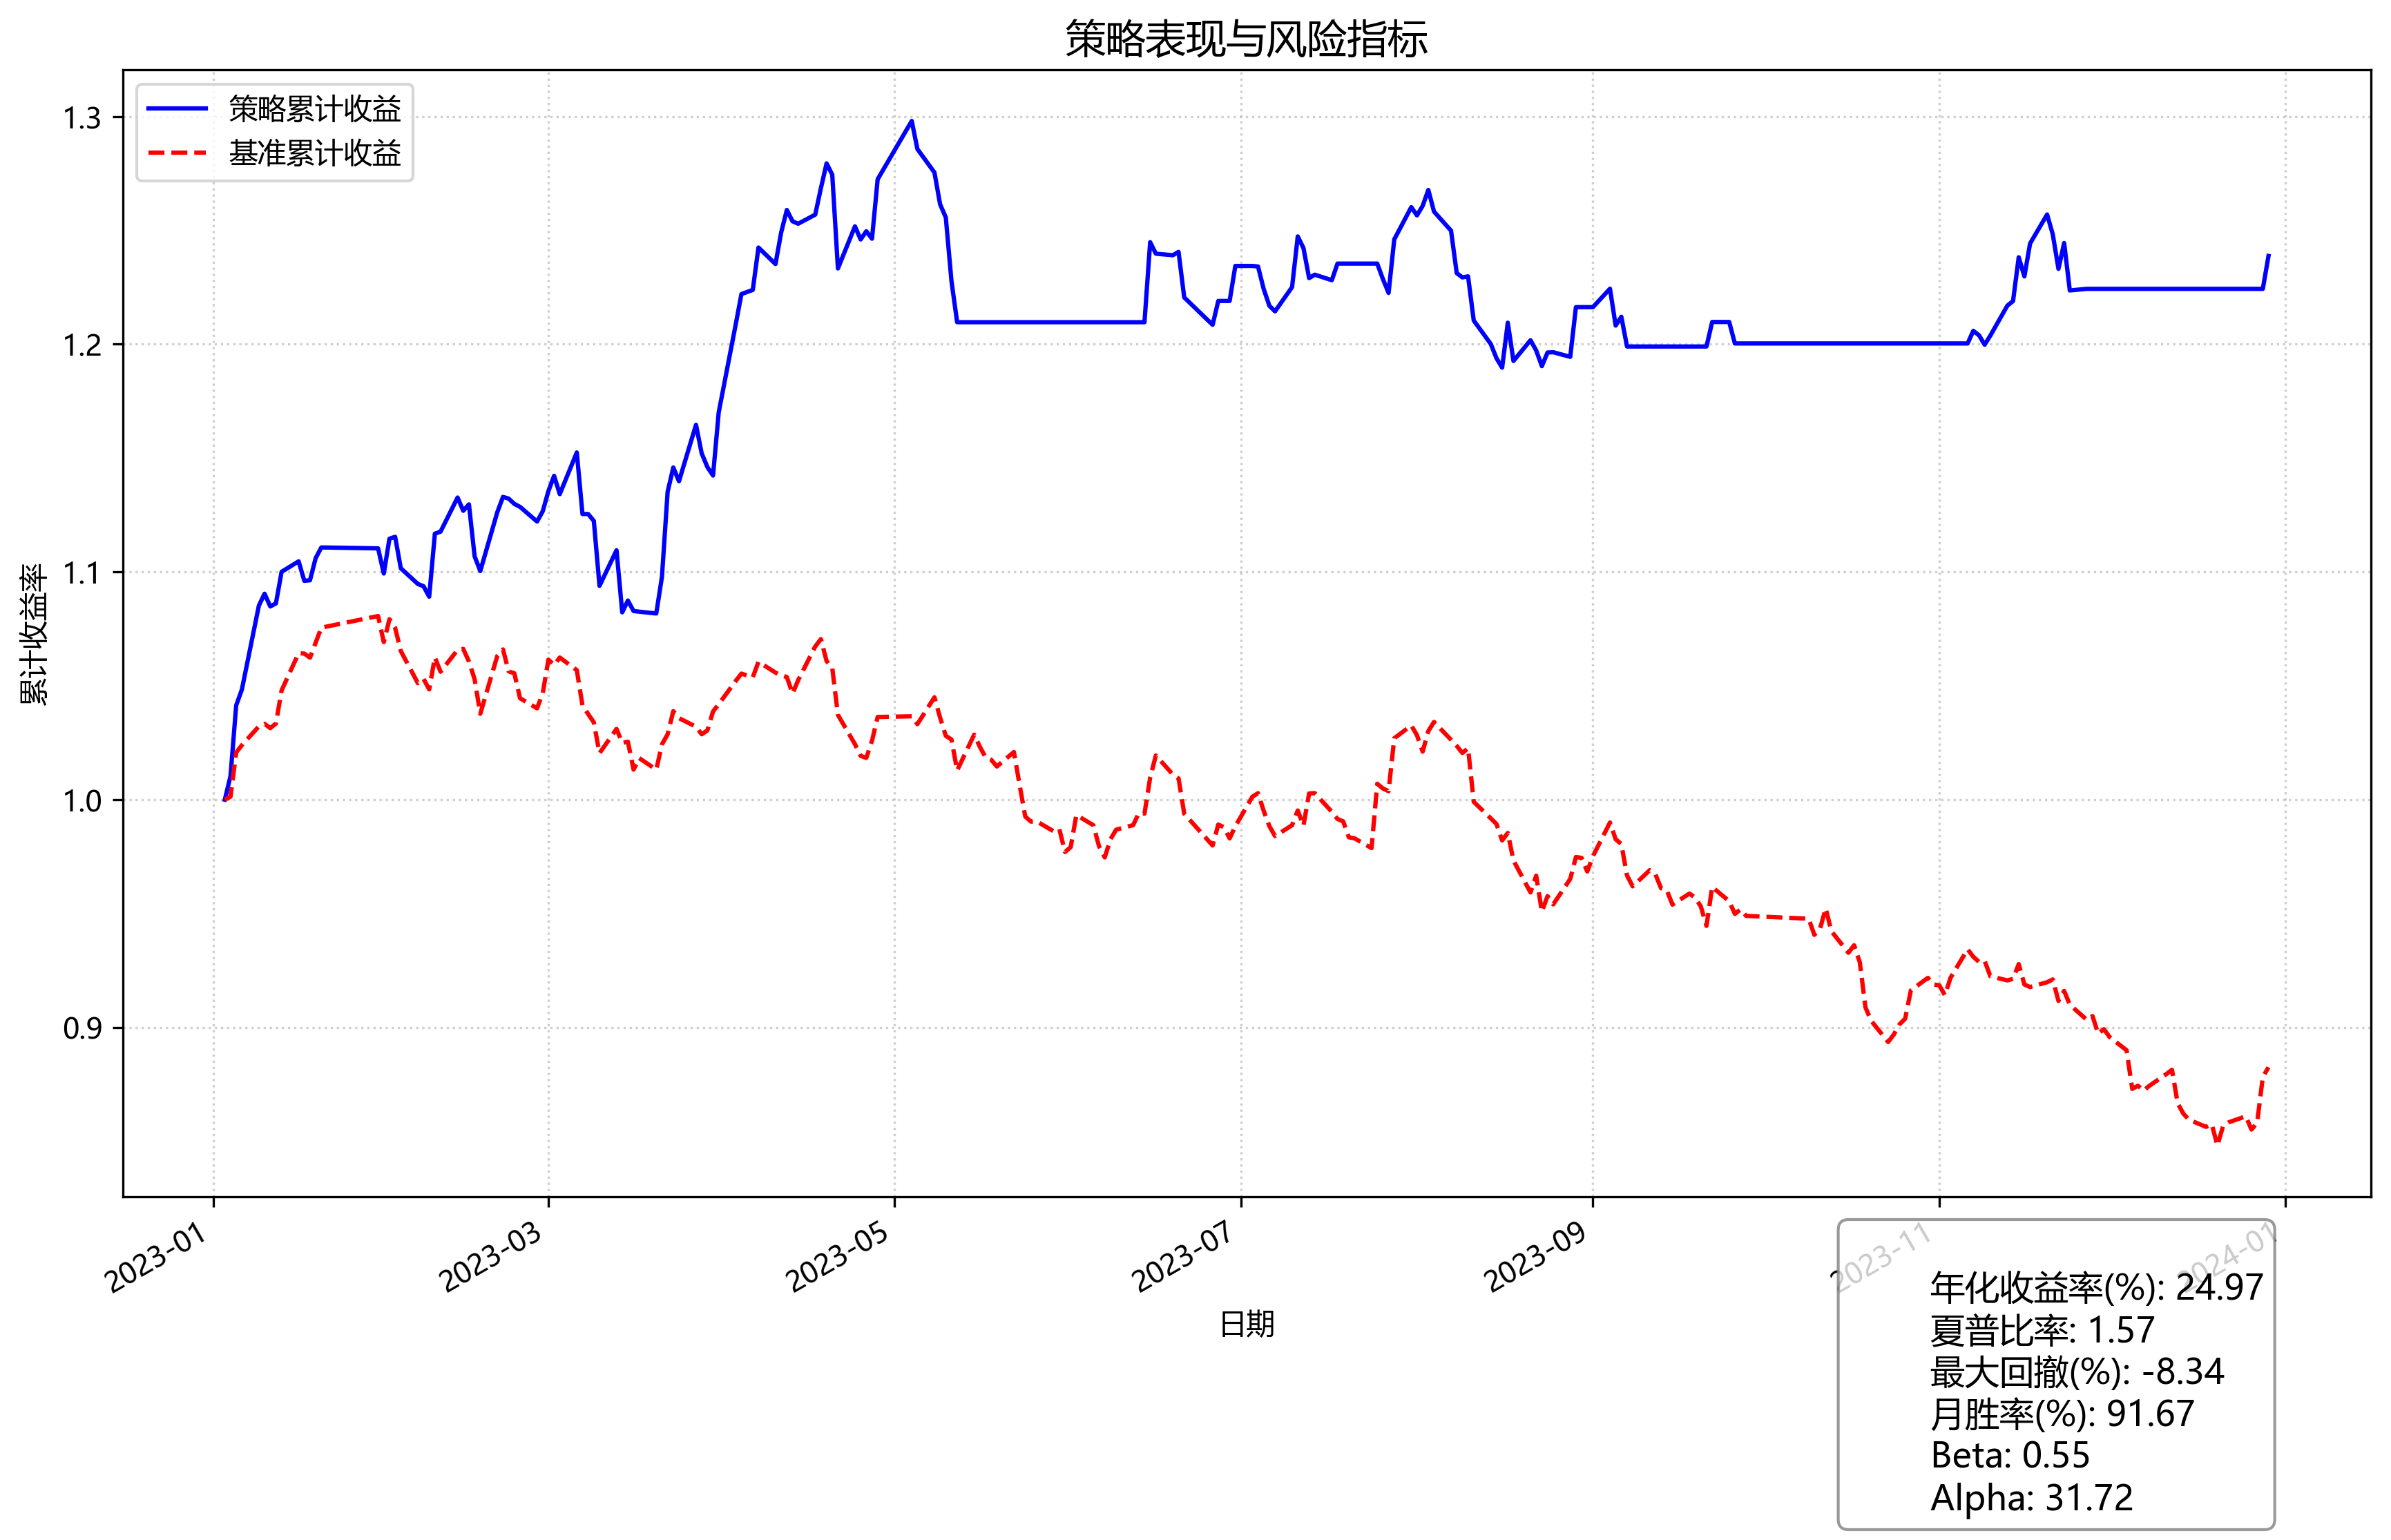 策略表现与风险指标
策略累计收益
基准累计收益
累计收益率
1.3
1.2
1.1
1.0
0.9
2023-01
2023-03
2023-05
2023-07
2023-09
2023-11
2024-01
日期
年化收益率(%): 24.97
夏普比率: 1.57
最大回撤(%): -8.34
月胜率(%): 91.67
Beta: 0.55
Alpha: 31.72